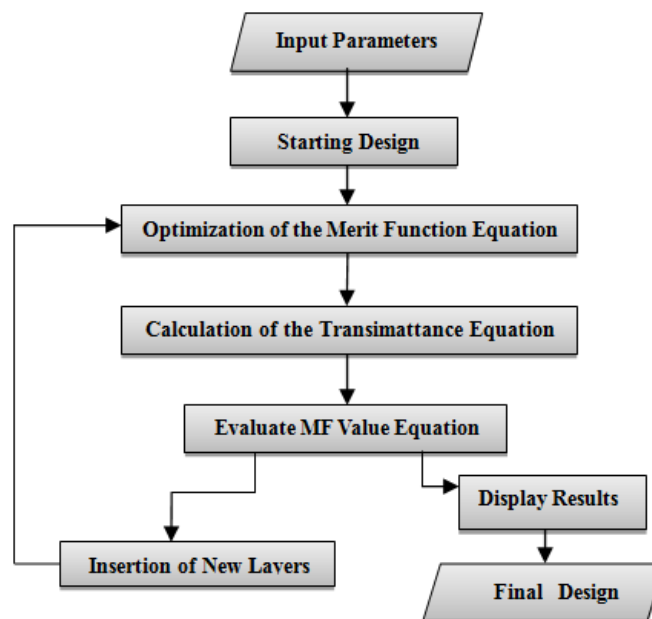 Input Parameters
Starting Design
Optimization of the Merit Function Equation
Calculation of the Transimattance Equation
Evaluate MF Value Equation
Display Results
Insertion of New Layers
Final Design